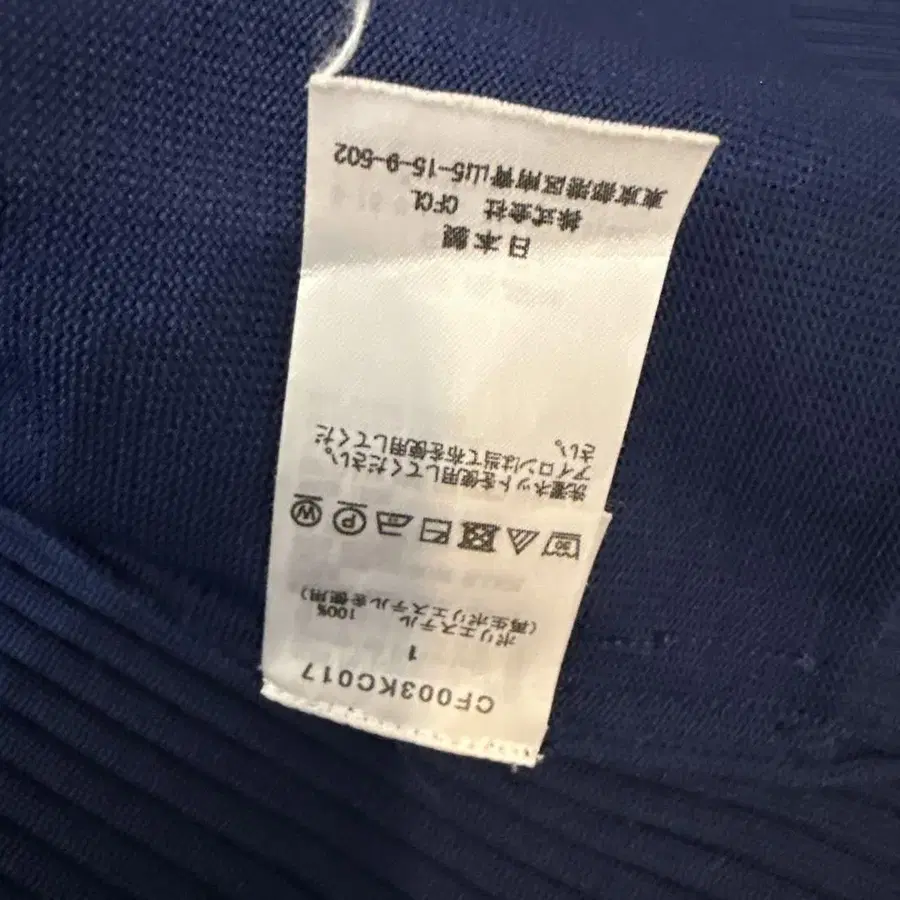 CF003KC017
1
ポリエステル 100%
(再生ポリエステルを使用)
30 P W
洗濯ネットを使用してください。
アイロンは当て布を使用してくだ
さい。
日本製
株式会社 CFCL
東京都港区南青山5-15-9-502